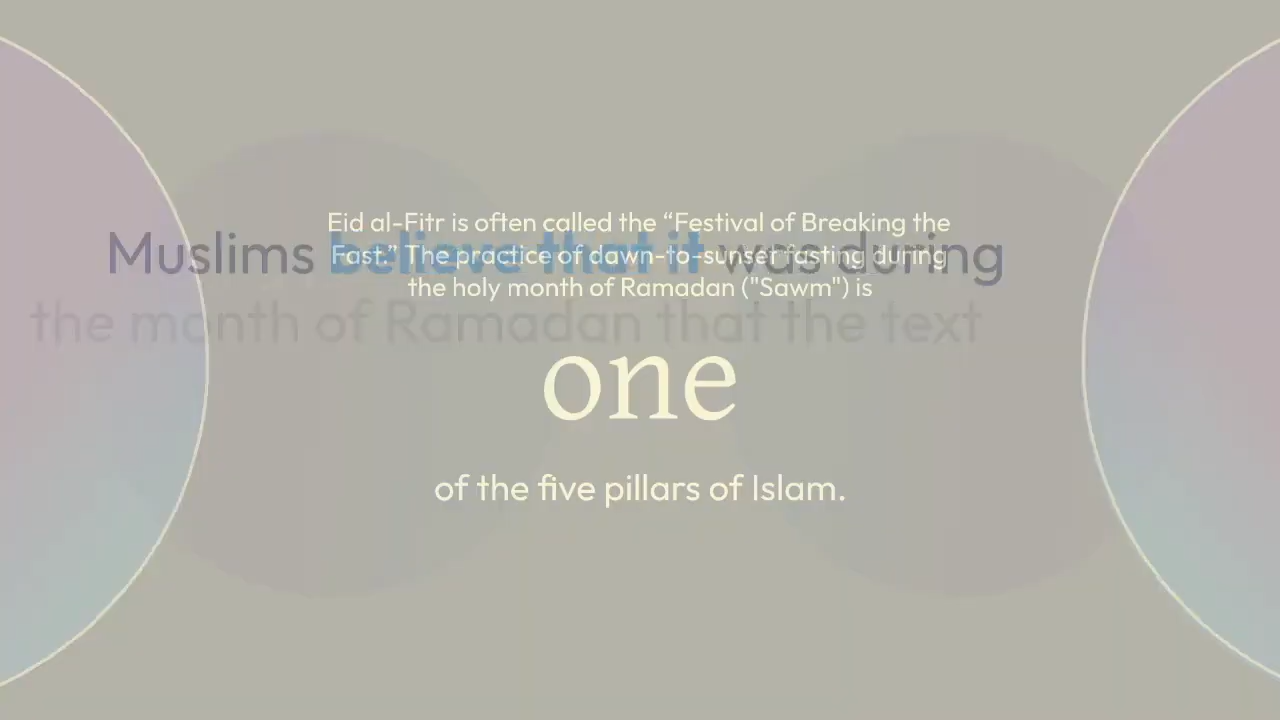 Eid al-Fitr is often called the “Festival of Breaking the
Fast.” The practice of dawn-to-sunset fasting during
the holy month of Ramadan ("Sawm") is
one
of the five pillars of Islam.
Muslims believe that it was during
the month of Ramadan that the text